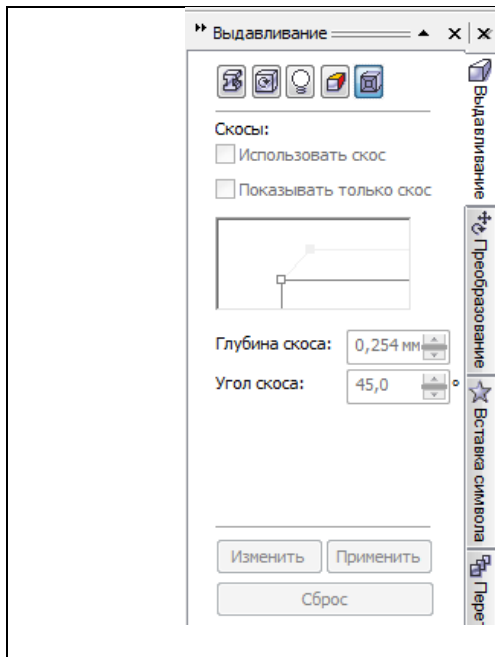 Выдавливание
Скосы:
Использовать скос
Показывать только скос
Глубина скоса: 0,254 мм
Угол скоса: 45,0 °
Изменить Применить
Сброс
Выдавливание
Преобразование
Вставка символа
Перет